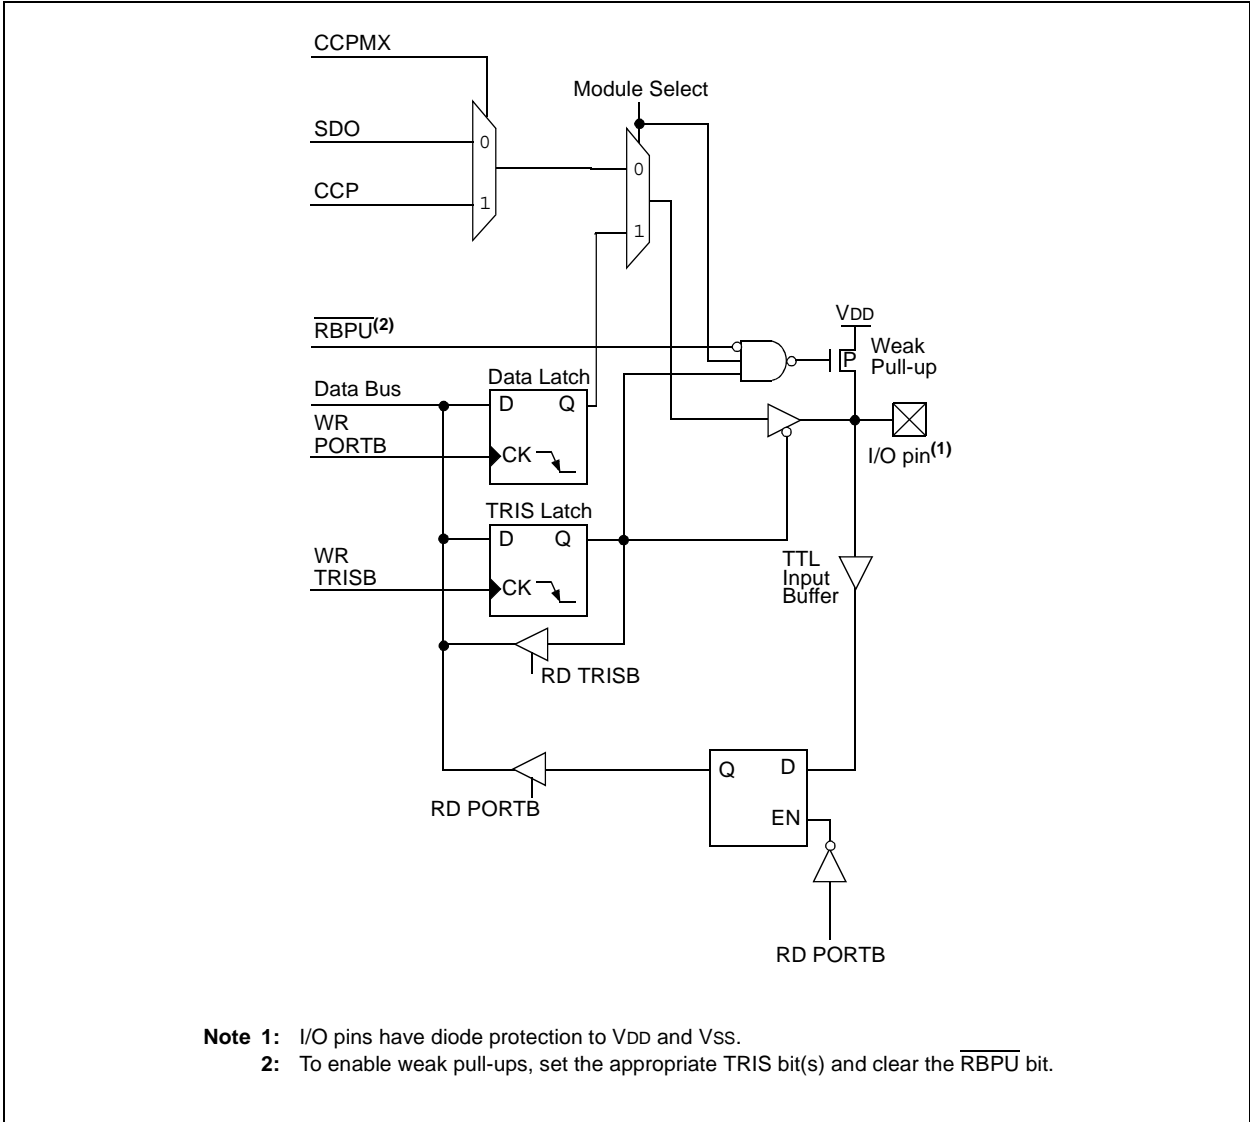 CCPMX
Module Select
SDO
0
0
CCP
1
1
VDD
RBPU(2)
Weak
Pull-up
P
Data Bus
Data Latch
D Q
WR
PORTB
CK
I/O pin(1)
TRIS Latch
D Q
WR
TRISB
CK
TTL
Input
Buffer
RD TRISB
Q D
RD PORTB
EN
RD PORTB
Note 1: I/O pins have diode protection to VDD and VSS.
2: To enable weak pull-ups, set the appropriate TRIS bit(s) and clear the RBPU bit.